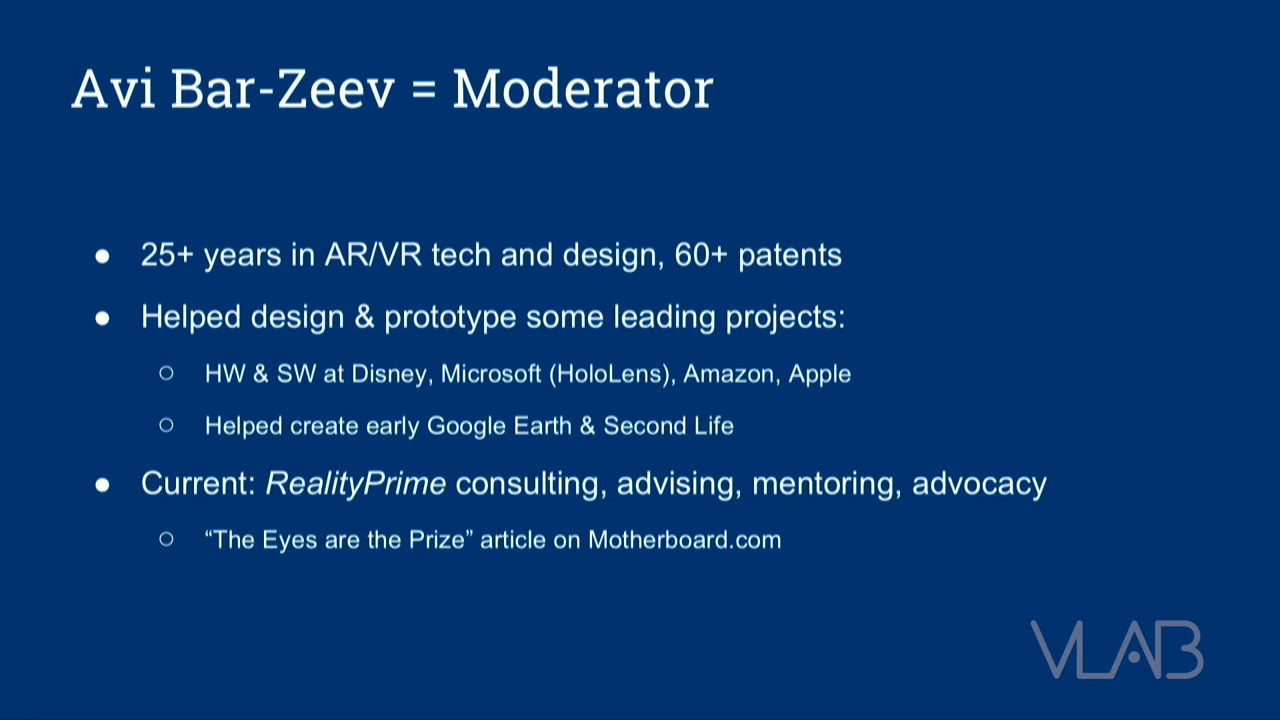 Avi Bar-Zeev = Moderator
● 25+ years in AR/VR tech and design, 60+ patents
● Helped design & prototype some leading projects:
○ HW & SW at Disney, Microsoft (HoloLens), Amazon, Apple
○ Helped create early Google Earth & Second Life
● Current: RealityPrime consulting, advising, mentoring, advocacy
○ “The Eyes are the Prize” article on Motherboard.com
VLAB